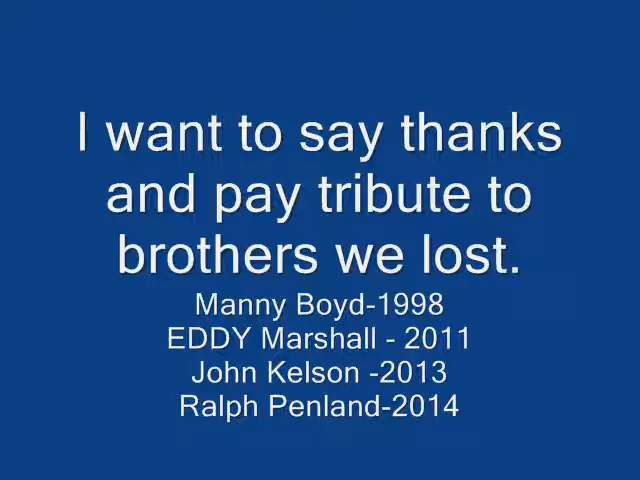 I want to say thanks
and pay tribute to
brothers we lost.
Manny Boyd-1998
EDDY Marshall - 2011
John Kelson -2013
Ralph Penland-2014